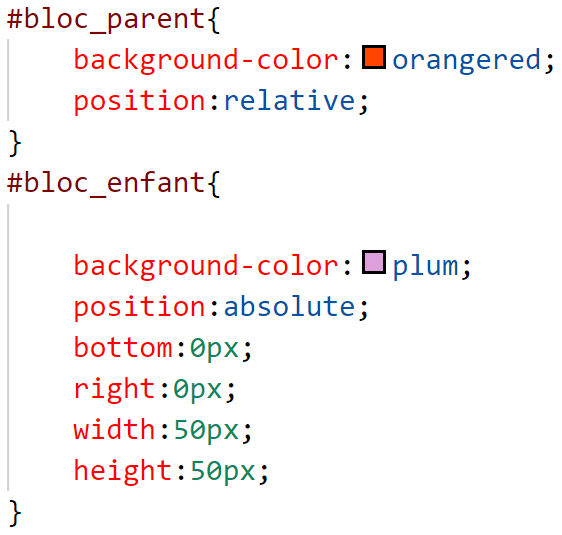 #bloc_parent{
background-color: orangered;
position:relative;
}
#bloc_enfant{
background-color: plum;
position:absolute;
bottom:0px;
right:0px;
width:50px;
height:50px;
}